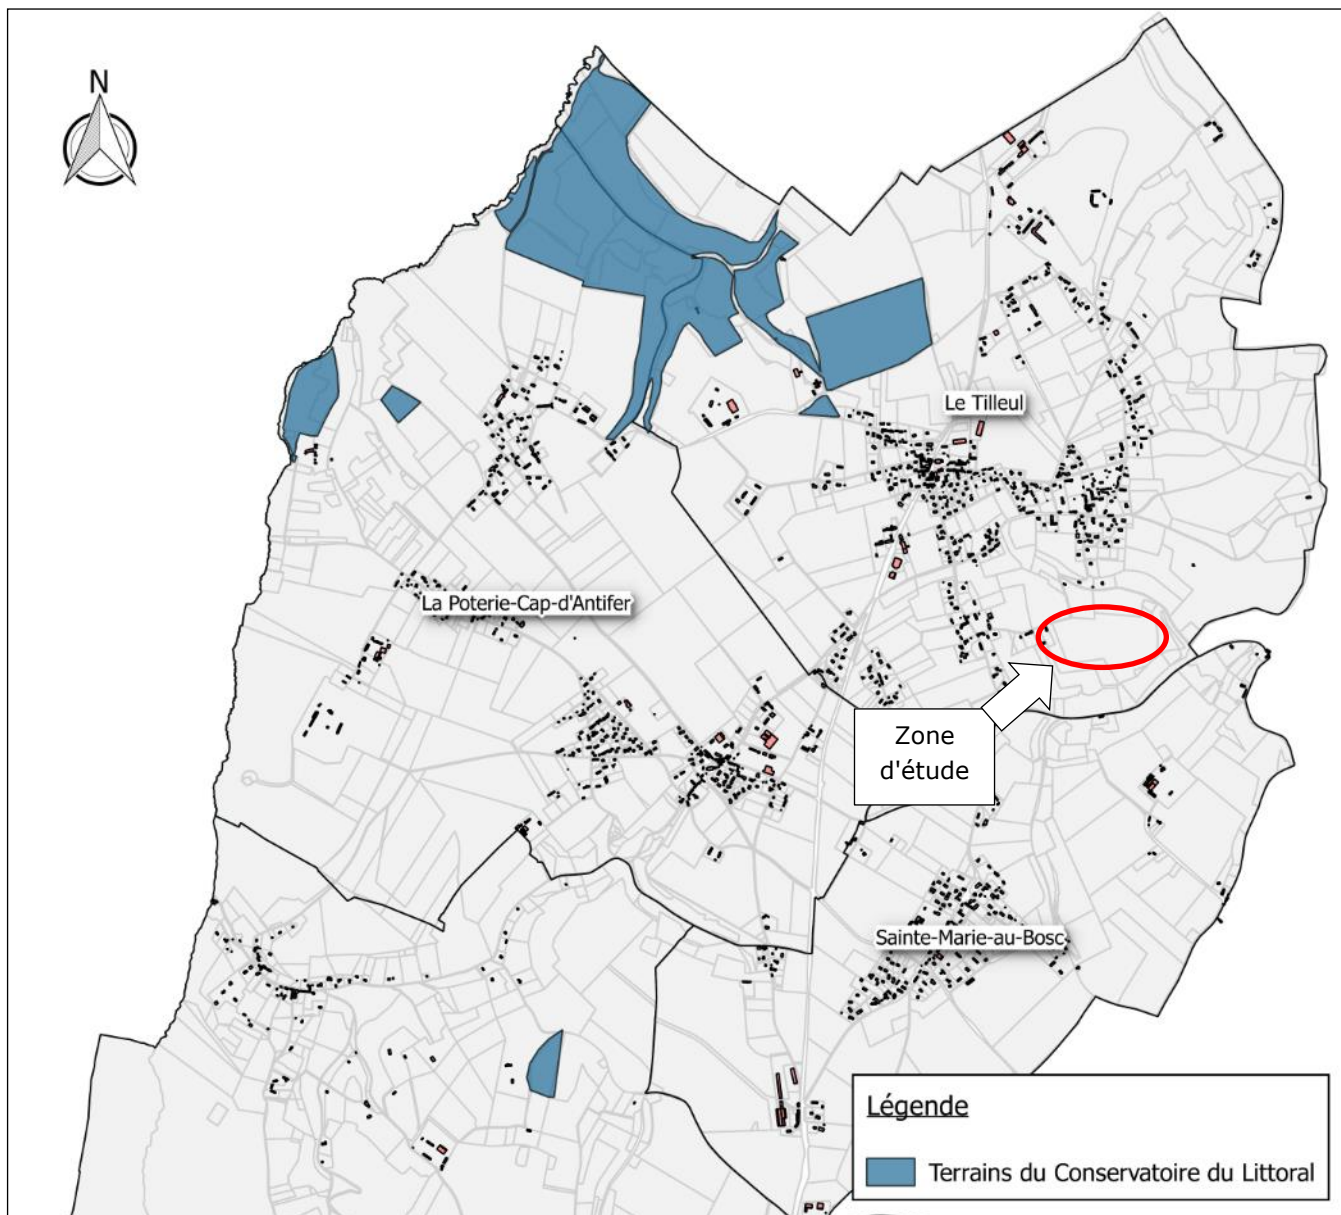 N
Le Tilleul
La Poterie-Cap-d'Antifer
Zone
d'étude
Sainte-Marie-au-Bosc
Légende
Terrains du Conservatoire du Littoral